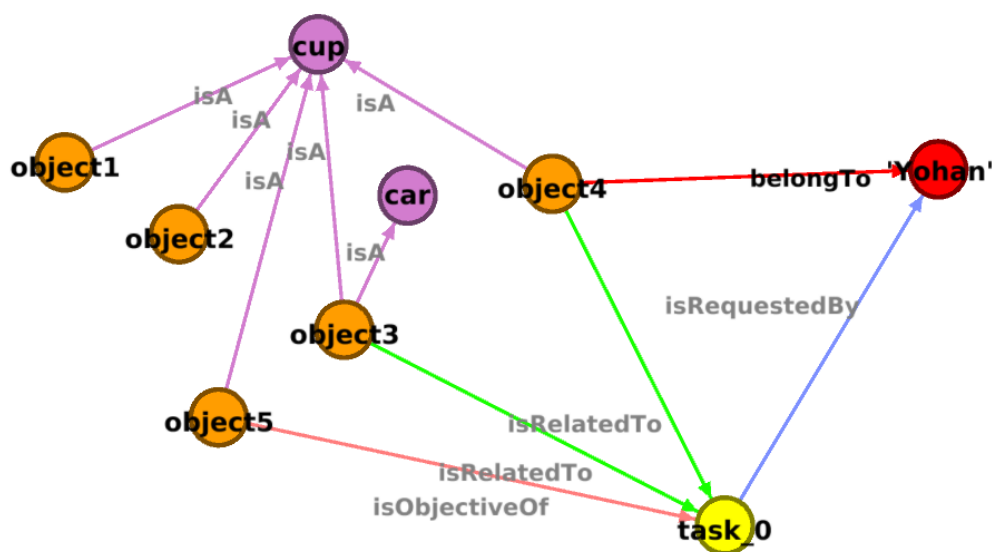 cup
isA
isA
isA
isA
isA
object1
object4
belongTo
'Yohan'
car
object2
isA
isRequestedBy
object3
object5
isRelatedTo
isRelatedTo
isObjectiveOf
task_0